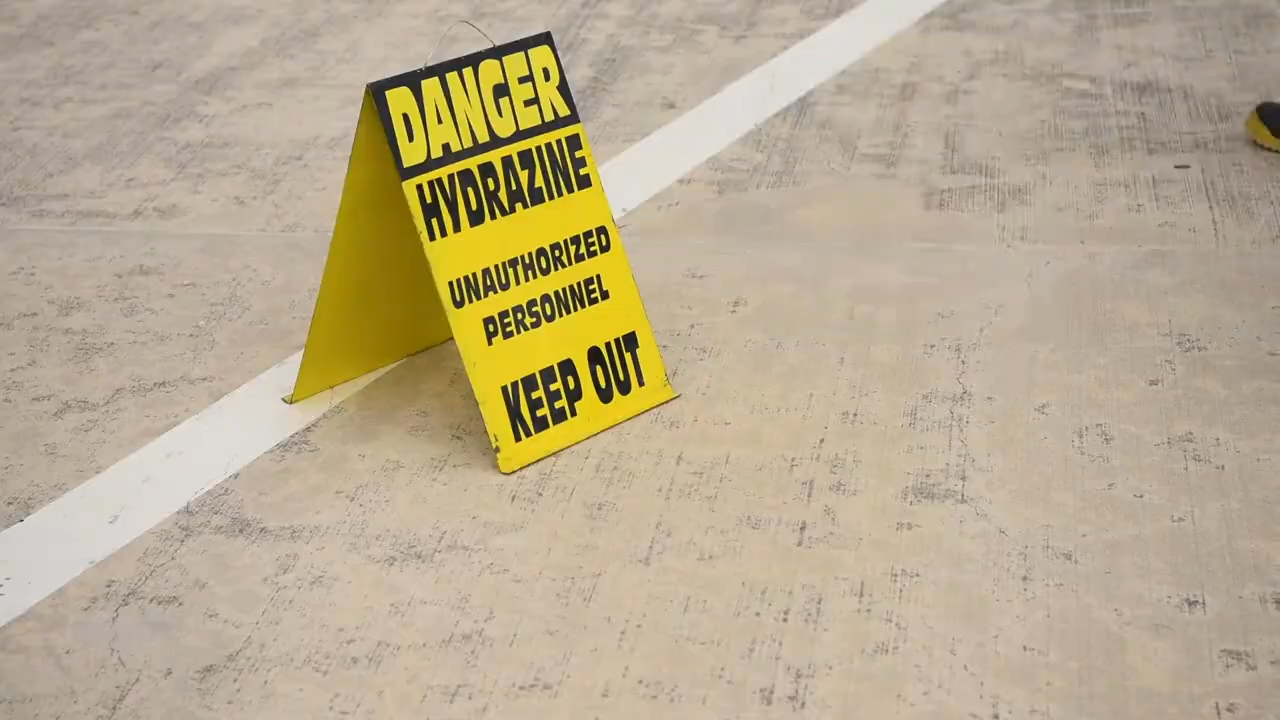 DANGER
HYDRAZINE
UNAUTHORIZED
PERSONNEL
KEEP OUT